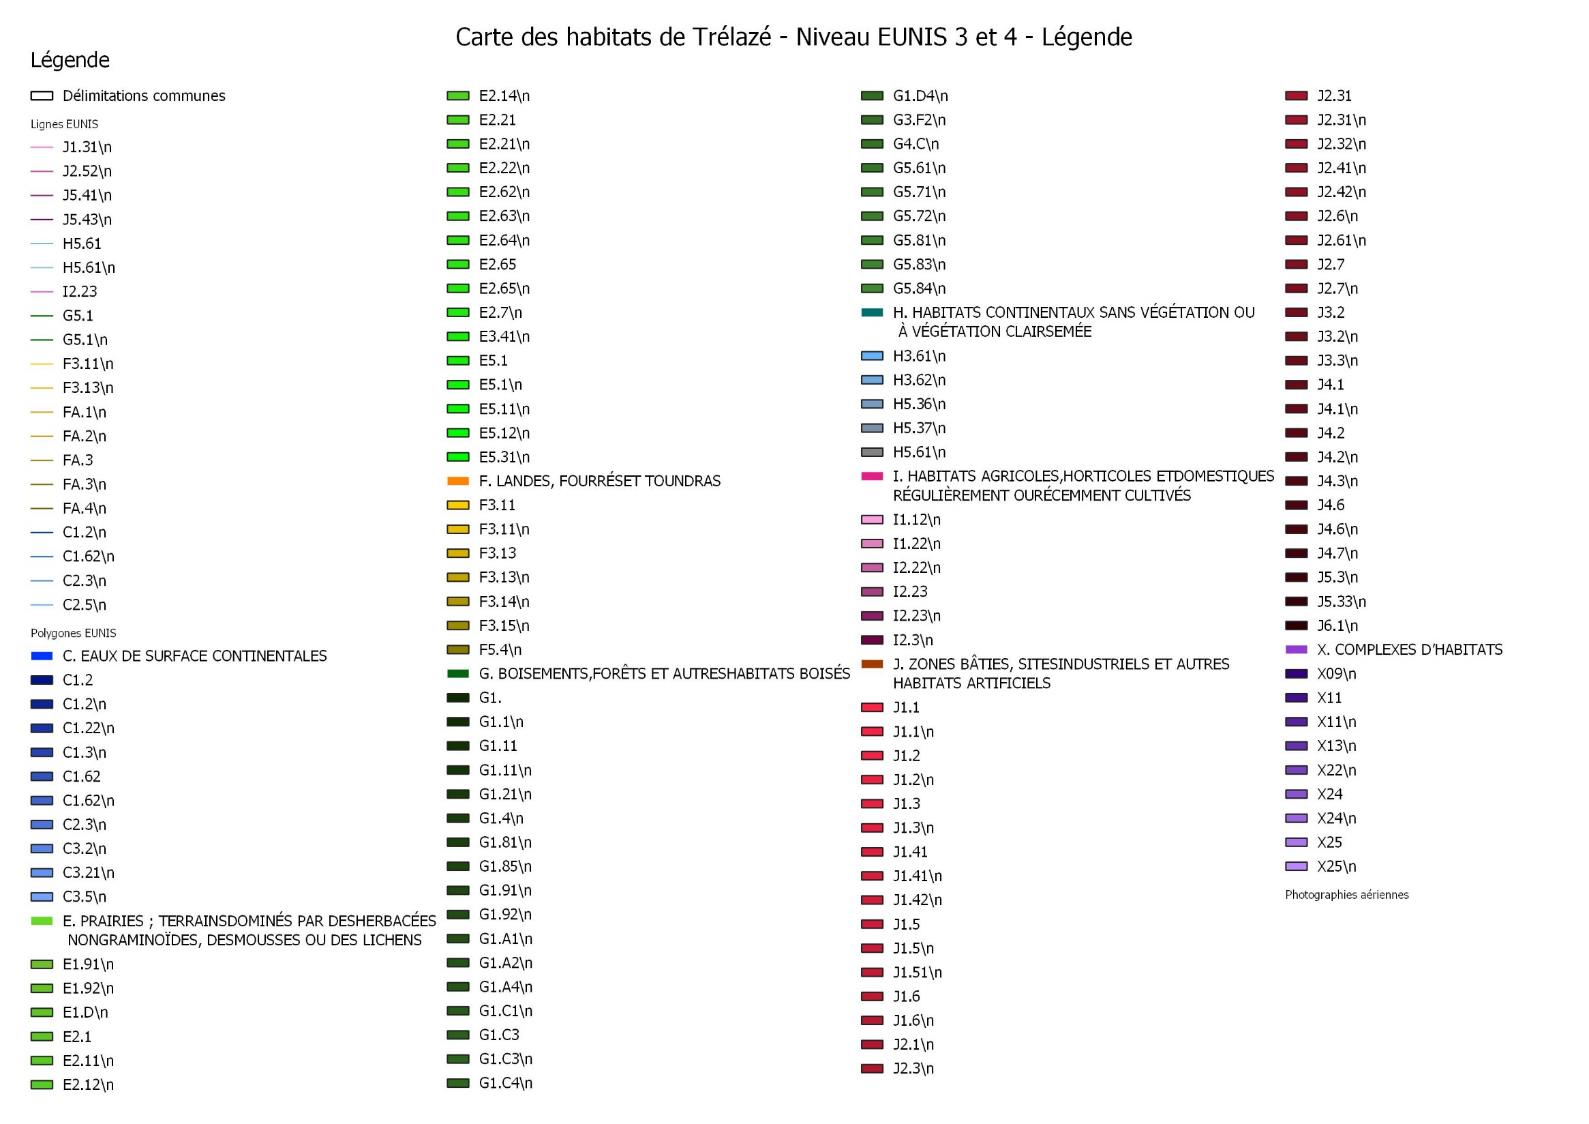 Carte des habitats de Trélazé - Niveau EUNIS 3 et 4 - Légende
Légende
Délimitations communes
Lignes EUNIS
J1.31\n
J2.52\n
J5.41\n
J5.43\n
H5.61
H5.61\n
I2.23
G5.1
G5.1\n
F3.11\n
F3.13\n
FA.1\n
FA.2\n
FA.3
FA.3\n
FA.4\n
C1.2\n
C1.62\n
C2.3\n
C2.5\n
Polygones EUNIS
C. EAUX DE SURFACE CONTINENTALES
C1.2
C1.2\n
C1.22\n
C1.3\n
C1.62
C1.62\n
C2.3\n
C3.2\n
C3.21\n
C3.5\n
E. PRAIRIES ; TERRAINSDOMINÉS PAR DESHERBACÉES
NONGRAMINOÏDES, DESMOUSSES OU DES LICHENS
E1.91\n
E1.92\n
E1.D\n
E2.1
E2.11\n
E2.12\n
E2.14\n
E2.21
E2.21\n
E2.22\n
E2.62\n
E2.63\n
E2.64\n
E2.65
E2.65\n
E2.7\n
E3.41\n
E5.1
E5.1\n
E5.11\n
E5.12\n
E5.31\n
F. LANDES, FOURRÉSET TOUNDRAS
F3.11
F3.11\n
F3.13
F3.13\n
F3.14\n
F3.15\n
F5.4\n
G. BOISEMENTS,FORÊTS ET AUTRESHABITATS BOISÉS
G1.
G1.1\n
G1.11
G1.11\n
G1.21\n
G1.4\n
G1.81\n
G1.85\n
G1.91\n
G1.92\n
G1.A1\n
G1.A2\n
G1.A4\n
G1.C1\n
G1.C3
G1.C3\n
G1.C4\n
G1.D4\n
G3.F2\n
G4.C\n
G5.61\n
G5.71\n
G5.72\n
G5.81\n
G5.83\n
G5.84\n
H. HABITATS CONTINENTAUX SANS VÉGÉTATION OU
À VÉGÉTATION CLAIRSEMÉE
H3.61\n
H3.62\n
H5.36\n
H5.37\n
H5.61\n
I. HABITATS AGRICOLES,HORTICOLES ETDOMESTIQUES
RÉGULIÈREMENT OURÉCEMMENT CULTIVÉS
I1.12\n
I1.22\n
I2.22\n
I2.23
I2.23\n
I2.3\n
J. ZONES BÂTIES, SITESINDUSTRIELS ET AUTRES
HABITATS ARTIFICIELS
J1.1
J1.1\n
J1.2
J1.2\n
J1.3
J1.3\n
J1.41
J1.41\n
J1.42\n
J1.5
J1.5\n
J1.51\n
J1.6
J1.6\n
J2.1\n
J2.3\n
J2.31
J2.31\n
J2.32\n
J2.41\n
J2.42\n
J2.6\n
J2.61\n
J2.7
J2.7\n
J3.2
J3.2\n
J3.3\n
J4.1
J4.1\n
J4.2
J4.2\n
J4.3\n
J4.6
J4.6\n
J4.7\n
J5.3\n
J5.33\n
J6.1\n
X. COMPLEXES D’HABITATS
X09\n
X11
X11\n
X13\n
X22\n
X24
X24\n
X25
X25\n
Photographies aériennes